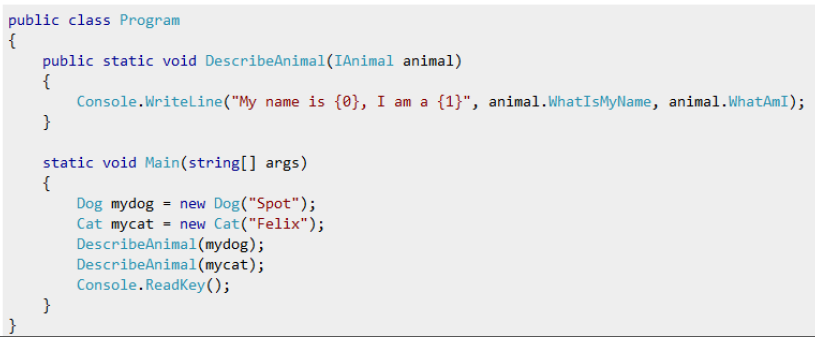 public class Program
{
    public static void DescribeAnimal(IAnimal animal)
    {
        Console.WriteLine("My name is {0}, I am a {1}", animal.WhatIsMyName, animal.WhatAmI);
    }

    static void Main(string[] args)
    {
        Dog mydog = new Dog("Spot");
        Cat mycat = new Cat("Felix");
        DescribeAnimal(mydog);
        DescribeAnimal(mycat);
        Console.ReadKey();
    }
}